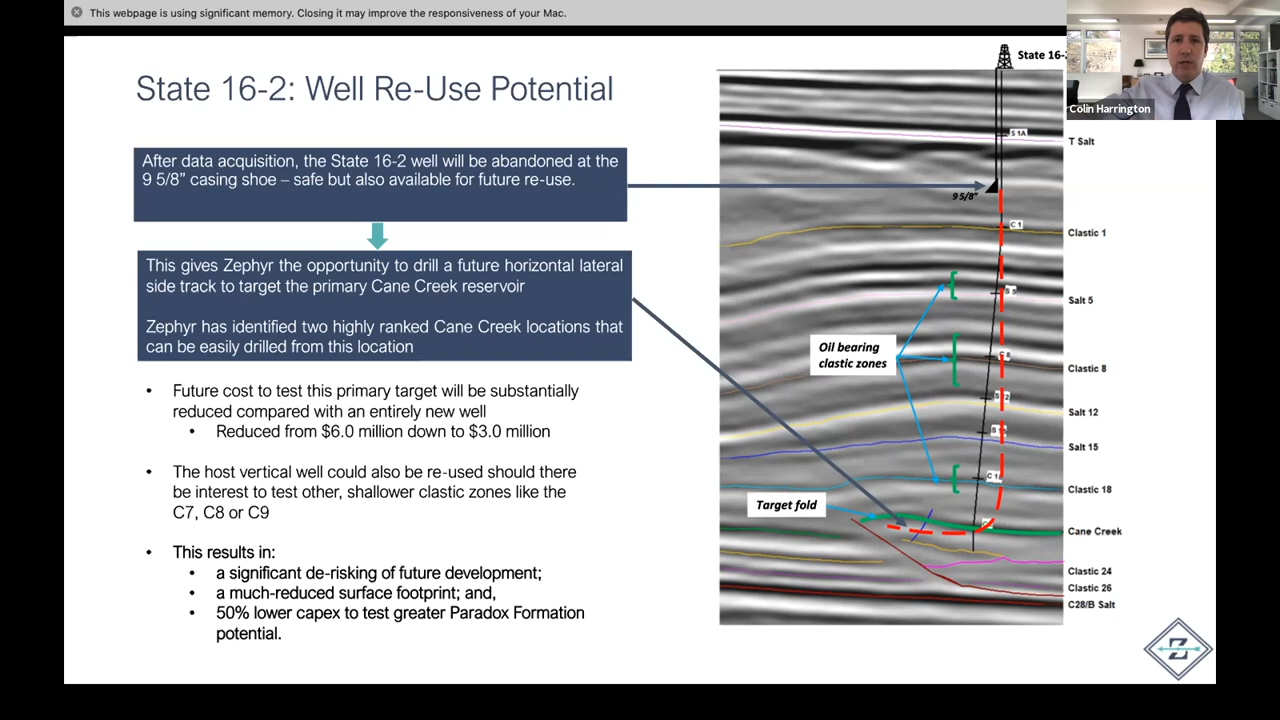 This webpage is using significant memory. Closing it may improve the responsiveness of your Mac.
State 16-2: Well Re-Use Potential
After data acquisition, the State 16-2 well will be abandoned at the
9 5/8" casing shoe – safe but also available for future re-use.
This gives Zephyr the opportunity to drill a future horizontal lateral
side track to target the primary Cane Creek reservoir
Zephyr has identified two highly ranked Cane Creek locations that
can be easily drilled from this location
• Future cost to test this primary target will be substantially
reduced compared with an entirely new well
• Reduced from $6.0 million down to $3.0 million
• The host vertical well could also be re-used should there
be interest to test other, shallower clastic zones like the
C7, C8 or C9
• This results in:
• a significant de-risking of future development;
• a much-reduced surface footprint; and,
• 50% lower capex to test greater Paradox Formation
potential.
State 16-
Colin Harrington
S 1A
T Salt
9 5/8"
C 1
Clastic 1
S 5
Salt 5
Oil bearing
clastic zones
C 8
Clastic 8
Salt 12
Salt 15
Clastic 18
Target fold
Cane Creek
Clastic 24
Clastic 26
C28/B Salt
Z